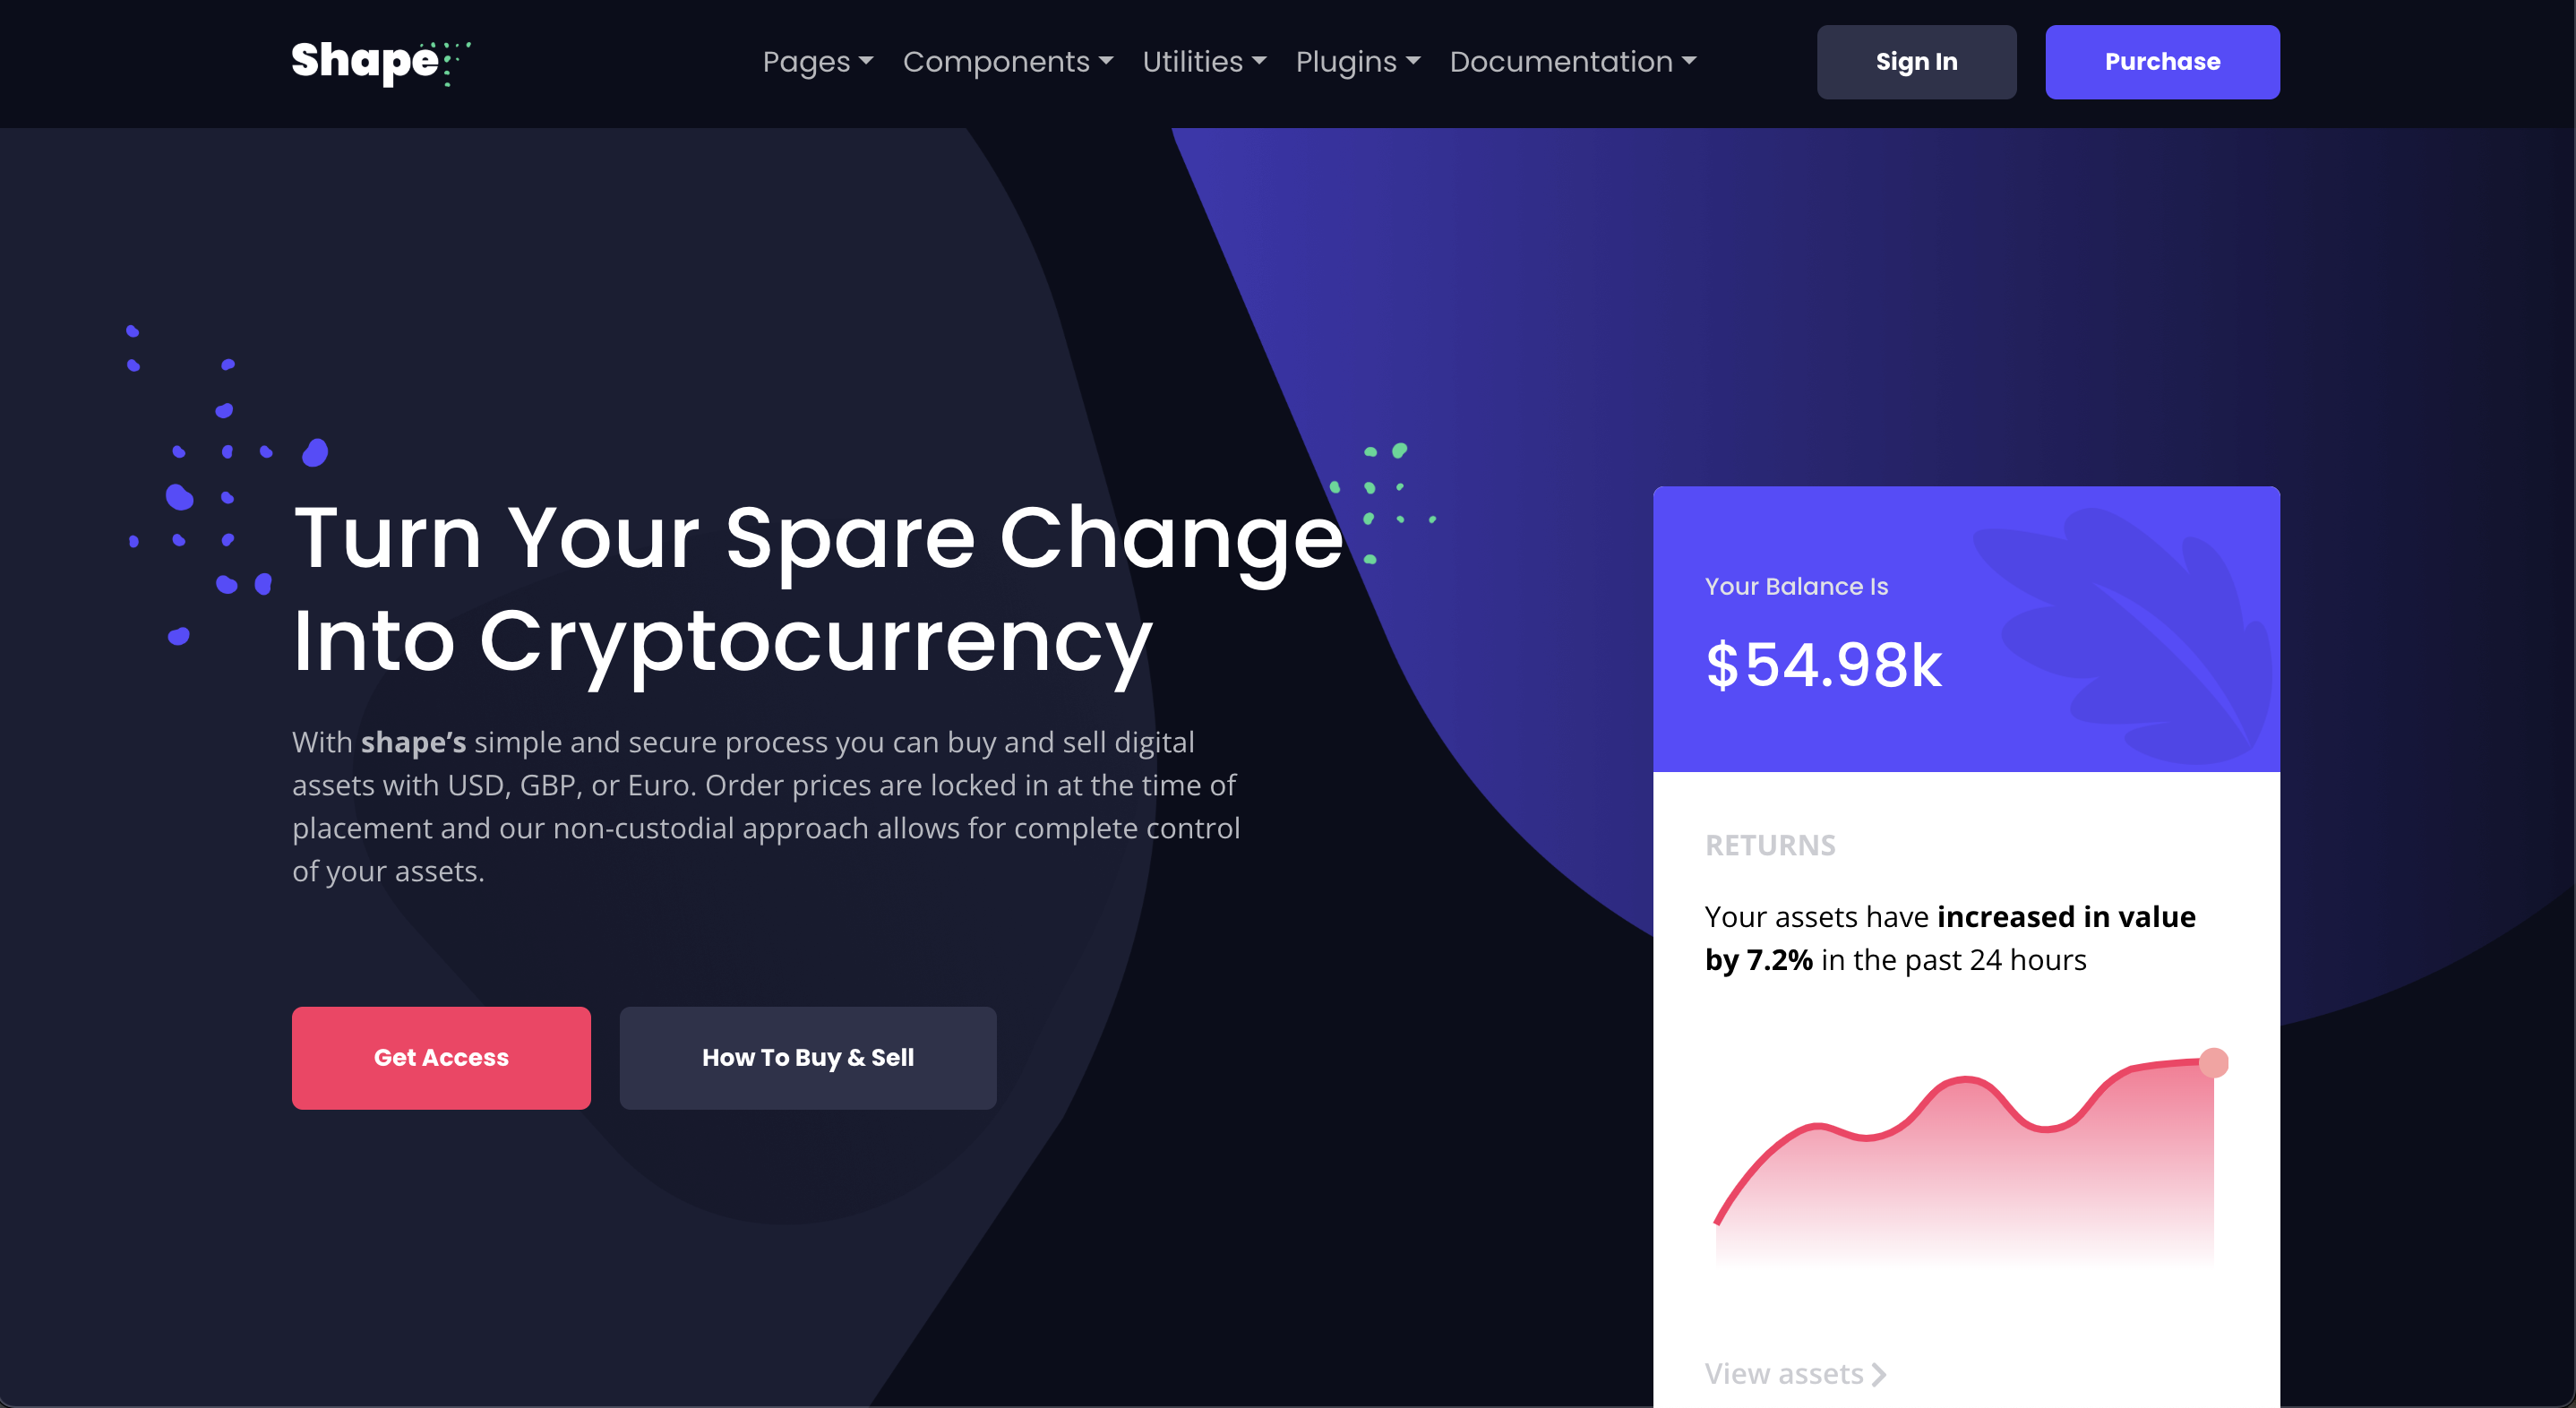 Shape
Pages
Components
Utilities
Plugins
Documentation
Sign In
Purchase
Turn Your Spare Change
Into Cryptocurrency
With shape’s simple and secure process you can buy and sell digital
assets with USD, GBP, or Euro. Order prices are locked in at the time of
placement and our non-custodial approach allows for complete control
of your assets.
Get Access
How To Buy & Sell
Your Balance Is
$54.98k
RETURNS
Your assets have increased in value
by 7.2% in the past 24 hours
View assets